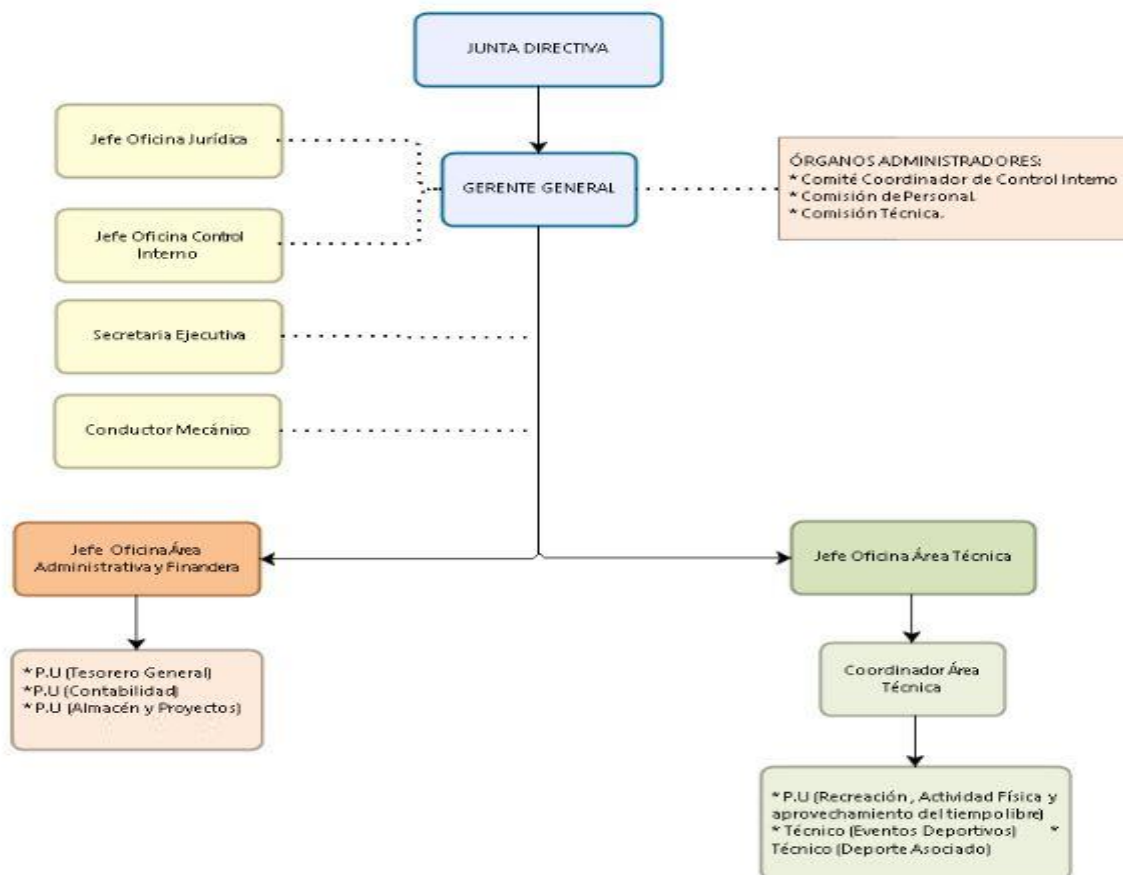 JUNTA DIRECTIVA
Jefe Oficina Jurídica
GERENTE GENERAL
ÓRGANOS ADMINISTRADORES:
* Comité Coordinador de Control Interno
* Comisión de Personal.
* Comisión Técnica.
Jefe Oficina Control
Interno
Secretaria Ejecutiva
Conductor Mecánico
Jefe Oficina Área
Administrativa y Financiera
Jefe Oficina Área Técnica
* P.U (Tesorero General)
*P.U (Contabilidad)
* P.U (Almacén y Proyectos)
Coordinador Área
Técnica
* P.U (Recreación, Actividad Física y
aprovechamiento del tiempo libre)
* Técnico (Eventos Deportivos) *
Técnico (Deporte Asociado)